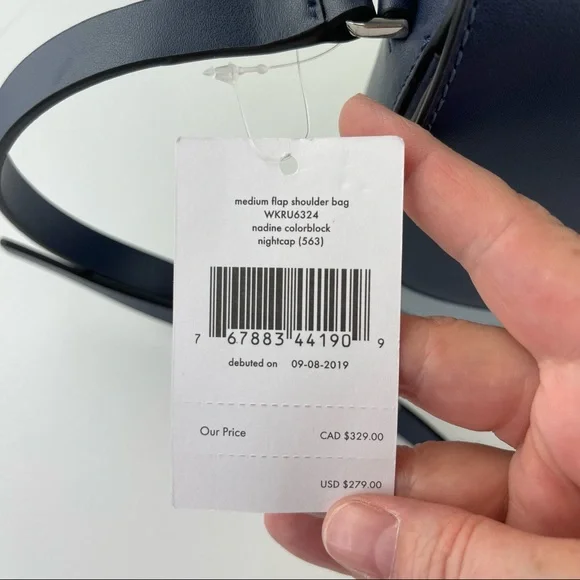 medium flap shoulder bag
WKRU6324
nadine colorblock
nightcap (563)
7 67883 44190 9
debuted on 09-08-2019
Our Price CAD $329.00
USD $279.00